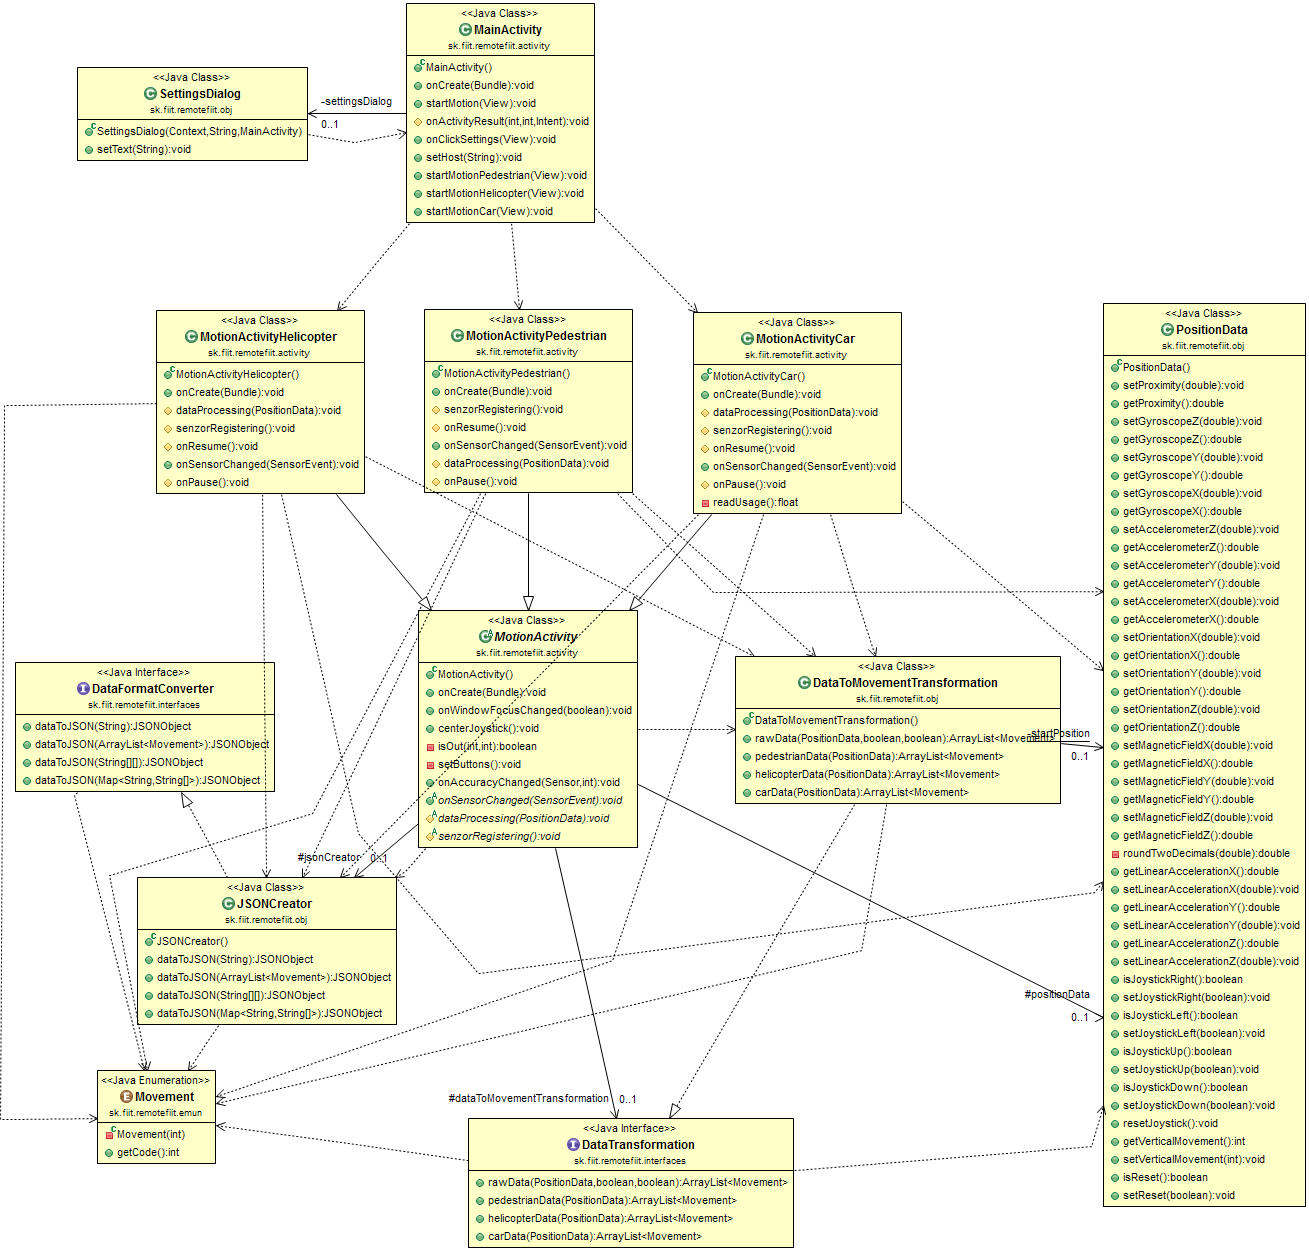 <<Java Class>>
MainActivity
sk.fiit.remotefiit.activity
MainActivity()
onCreate(Bundle):void
startMotion(View):void
onActivityResult(int,int,Intent):void
onClickSettings(View):void
setHost(String):void
startMotionPedestrian(View):void
startMotionHelicopter(View):void
startMotionCar(View):void
<<Java Class>>
SettingsDialog
sk.fiit.remotefiit.obj
SettingsDialog(Context,String,MainActivity)
setText(String):void
-settingsDialog
0..1
<<Java Class>>
MotionActivityHelicopter
sk.fiit.remotefiit.activity
MotionActivityHelicopter()
onCreate(Bundle):void
dataProcessing(PositionData):void
senzorRegistering():void
onResume():void
onSensorChanged(SensorEvent):void
onPause():void
<<Java Class>>
MotionActivityPedestrian
sk.fiit.remotefiit.activity
MotionActivityPedestrian()
onCreate(Bundle):void
senzorRegistering():void
onResume():void
onSensorChanged(SensorEvent):void
dataProcessing(PositionData):void
onPause():void
<<Java Class>>
MotionActivityCar
sk.fiit.remotefiit.activity
MotionActivityCar()
onCreate(Bundle):void
dataProcessing(PositionData):void
senzorRegistering():void
onResume():void
onSensorChanged(SensorEvent):void
onPause():void
readUsage():float
<<Java Class>>
PositionData
sk.fiit.remotefiit.obj
PositionData()
setProximity(double):void
getProximity():double
setGyroscopeZ(double):void
getGyroscopeZ():double
setGyroscopeY(double):void
getGyroscopeY():double
setGyroscopeX(double):void
getGyroscopeX():double
setAccelerometerZ(double):void
getAccelerometerZ():double
setAccelerometerY(double):void
getAccelerometerY():double
setAccelerometerX(double):void
getAccelerometerX():double
setOrientationX(double):void
getOrientationX():double
setOrientationY(double):void
getOrientationY():double
setOrientationZ(double):void
getOrientationZ():double
setMagneticFieldX(double):void
getMagneticFieldX():double
setMagneticFieldY(double):void
getMagneticFieldY():double
setMagneticFieldZ(double):void
getMagneticFieldZ():double
roundTwoDecimals(double):double
getLinearAccelerationX():double
setLinearAccelerationX(double):void
getLinearAccelerationY():double
setLinearAccelerationY(double):void
getLinearAccelerationZ():double
setLinearAccelerationZ(double):void
isJoystickRight():boolean
setJoystickRight(boolean):void
isJoystickLeft():boolean
setJoystickLeft(boolean):void
isJoystickUp():boolean
setJoystickUp(boolean):void
isJoystickDown():boolean
setJoystickDown(boolean):void
resetJoystick():void
getVerticalMovement():int
setVerticalMovement(int):void
isReset():boolean
setReset(boolean):void
<<Java Class>>
MotionActivity
sk.fiit.remotefiit.activity
MotionActivity()
onCreate(Bundle):void
onWindowFocusChanged(boolean):void
centerJoystick():void
isOut(int,int):boolean
setButtons():void
onAccuracyChanged(Sensor,int):void
onSensorChanged(SensorEvent):void
dataProcessing(PositionData):void
senzorRegistering():void
<<Java Interface>>
DataFormatConverter
sk.fiit.remotefiit.interfaces
dataToJSON(String):JSONObject
dataToJSON(ArrayList<Movement>):JSONObject
dataToJSON(String[][]):JSONObject
dataToJSON(Map<String,String[]>):JSONObject
<<Java Class>>
DataToMovementTransformation
sk.fiit.remotefiit.obj
DataToMovementTransformation()
rawData(PositionData,boolean,boolean):ArrayList<Movement>
pedestrianData(PositionData):ArrayList<Movement>
helicopterData(PositionData):ArrayList<Movement>
carData(PositionData):ArrayList<Movement>
-startPosition
0..1
#jsonCreator
0..1
<<Java Class>>
JSONCreator
sk.fiit.remotefiit.obj
JSONCreator()
dataToJSON(String):JSONObject
dataToJSON(ArrayList<Movement>):JSONObject
dataToJSON(String[][]):JSONObject
dataToJSON(Map<String,String[]>):JSONObject
#positionData
0..1
<<Java Enumeration>>
Movement
sk.fiit.remotefiit.emun
Movement(int)
getCode():int
#dataToMovementTransformation
0..1
<<Java Interface>>
DataTransformation
sk.fiit.remotefiit.interfaces
rawData(PositionData,boolean,boolean):ArrayList<Movement>
pedestrianData(PositionData):ArrayList<Movement>
helicopterData(PositionData):ArrayList<Movement>
carData(PositionData):ArrayList<Movement>